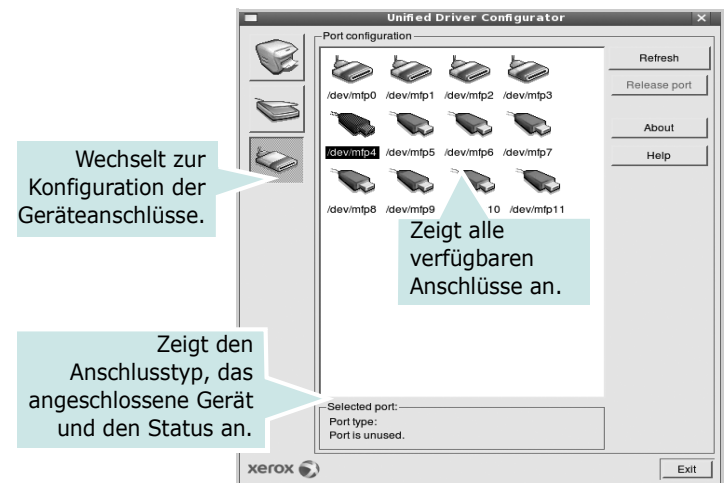 Unified Driver Configurator
Port configuration
/dev/mfp0 /dev/mfp1 /dev/mfp2 /dev/mfp3
/dev/mfp4 /dev/mfp5 /dev/mfp6 /dev/mfp7
/dev/mfp8 /dev/mfp9 10 /dev/mfp11
Refresh
Release port
About
Help
Wechselt zur
Konfiguration der
Geräteanschlüsse.
Zeigt alle
verfügbaren
Anschlüsse an.
Zeigt den
Anschlusstyp, das
angeschlossene Gerät
und den Status an.
Selected port:
Port type:
Port is unused.
xerox
Exit